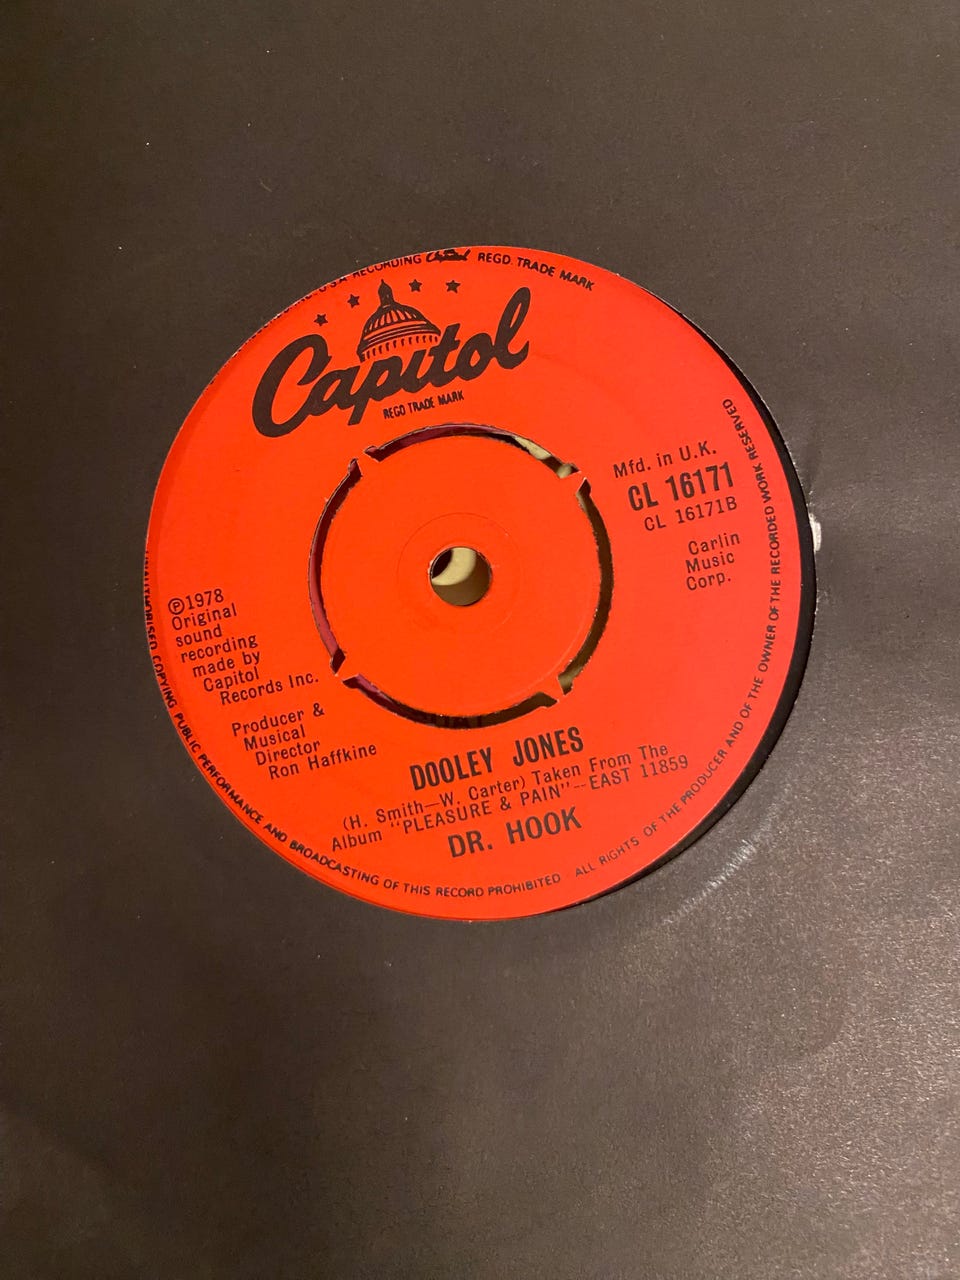 U.S.A. RECORDING Capitol REGD. TRADE MARK
Capitol
REGD TRADE MARK
Mfd. in U.K.
CL 16171
CL 16171B
Carlin
Music
Corp.
℗1978
Original
sound
recording
made by
Capitol
Records Inc.
Producer &
Musical
Director
Ron Haffkine
DOOLEY JONES
(H. Smith—W. Carter) Taken From The
Album "PLEASURE & PAIN"--EAST 11859
DR. HOOK
UNAUTHORISED COPYING PUBLIC PERFORMANCE AND BROADCASTING OF THIS RECORD PROHIBITED ALL RIGHTS OF THE PRODUCER AND OF THE OWNER OF THE RECORDED WORK RESERVED